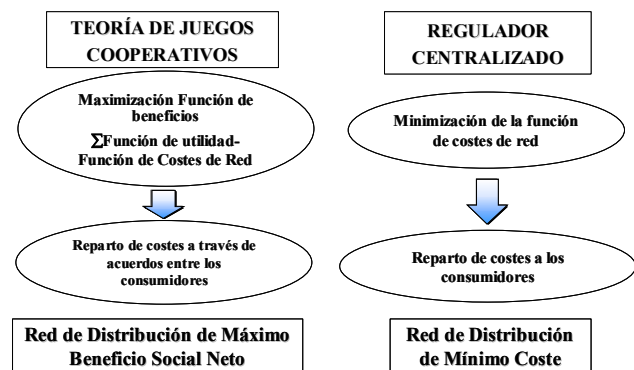 TEORÍA DE JUEGOS
COOPERATIVOS
Maximización Función de
beneficios
∑Función de utilidad-
Función de Costes de Red
Reparto de costes a través de
acuerdos entre los
consumidores
Red de Distribución de Máximo
Beneficio Social Neto
REGULADOR
CENTRALIZADO
Minimización de la función
de costes de red
Reparto de costes a los
consumidores
Red de Distribución
de Mínimo Coste